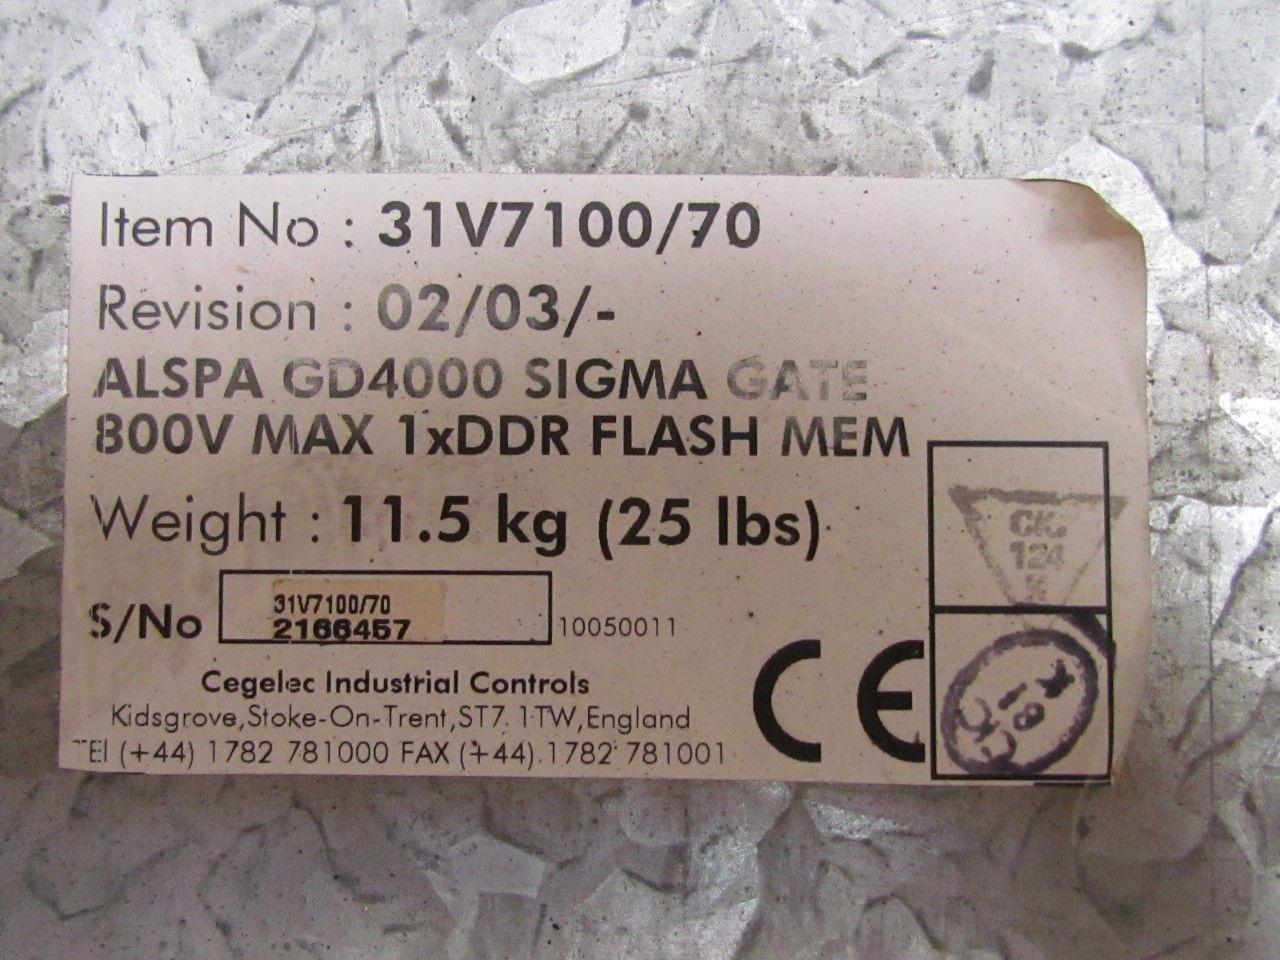 Item No : 31V7100/70
Revision : 02/03/-
ALSPA GD4000 SIGMA GATE
800V MAX 1xDDR FLASH MEM
Weight : 11.5 kg (25 lbs)
S/No
31V7100/70
2166457
10050011
Cegelec Industrial Controls
Kidsgrove,Stoke-On-Trent,ST7 1TW,England
TEl (+44) 1782 781000 FAX (+44) 1782 781001
CE
124